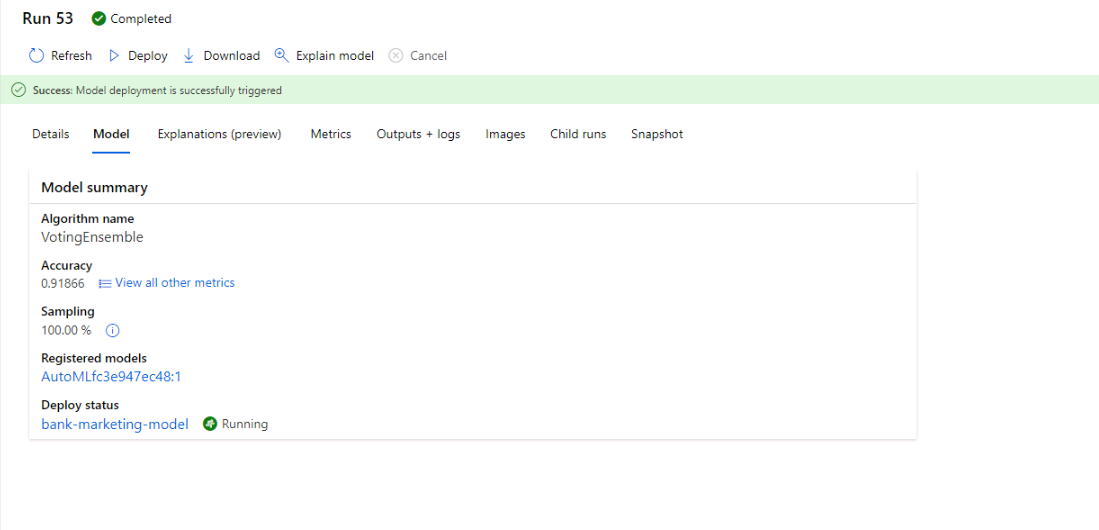 Run 53 Completed
Refresh Deploy Download Explain model Cancel
Success: Model deployment is successfully triggered
Details Model Explanations (preview) Metrics Outputs + logs Images Child runs Snapshot
Model summary
Algorithm name
VotingEnsemble
Accuracy
0.91866 View all other metrics
Sampling
100.00 %
Registered models
AutoMLfc3e947ec48:1
Deploy status
bank-marketing-model Running